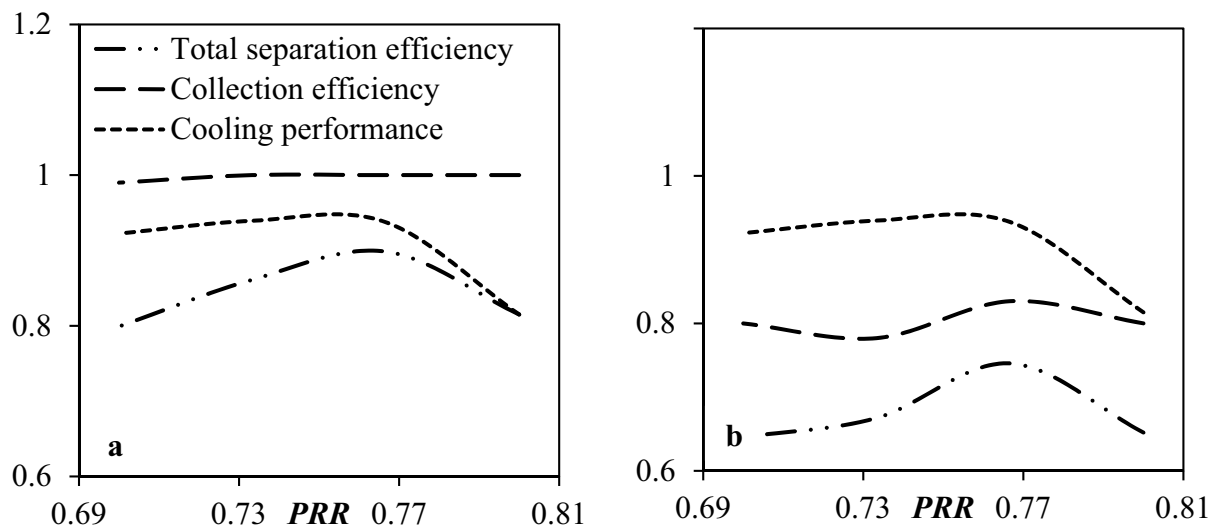 1.2
Total separation efficiency
Collection efficiency
Cooling performance
1
0.8
a
0.6
0.69 0.73 PRR 0.77 0.81
1
0.8
b
0.6
0.69 0.73 PRR 0.77 0.81